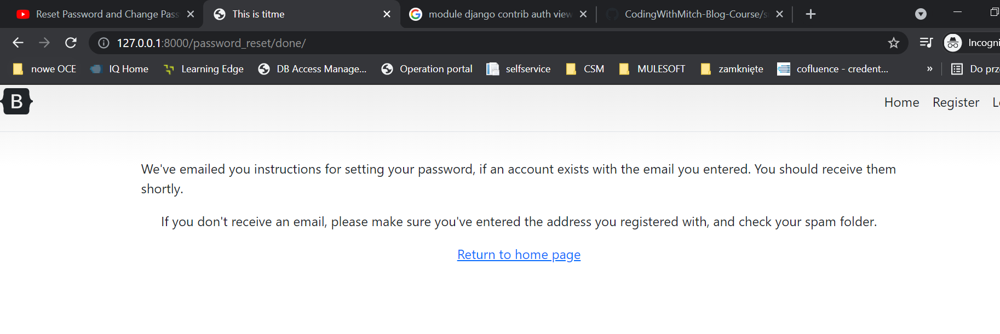 Reset Password and Change Pass
This is titme
module django contrib auth view
CodingWithMitch-Blog-Course/s
127.0.0.1:8000/password_reset/done/
Incogni
nowe OCE
IQ Home
Learning Edge
DB Access Manage...
Operation portal
selfservice
CSM
MULESOFT
zamknięte
cofluence - credent...
»
Do prz
B
Home
Register
L
We've emailed you instructions for setting your password, if an account exists with the email you entered. You should receive them
shortly.
If you don't receive an email, please make sure you've entered the address you registered with, and check your spam folder.
Return to home page